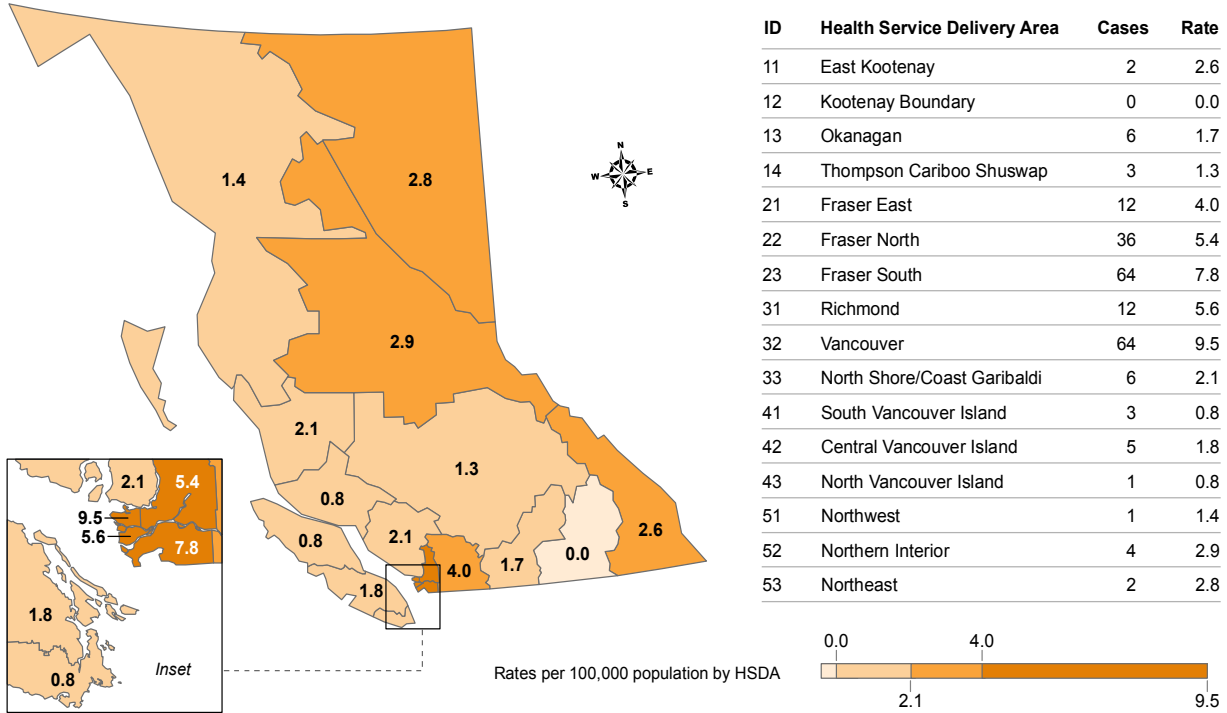 ID Health Service Delivery Area Cases Rate
11 East Kootenay 2 2.6
12 Kootenay Boundary 0 0.0
13 Okanagan 6 1.7
14 Thompson Cariboo Shuswap 3 1.3
21 Fraser East 12 4.0
22 Fraser North 36 5.4
23 Fraser South 64 7.8
31 Richmond 12 5.6
32 Vancouver 64 9.5
33 North Shore/Coast Garibaldi 6 2.1
41 South Vancouver Island 3 0.8
42 Central Vancouver Island 5 1.8
43 North Vancouver Island 1 0.8
51 Northwest 1 1.4
52 Northern Interior 4 2.9
53 Northeast 2 2.8
N
W E
S
1.4
2.8
2.9
2.1
1.3
0.8
0.8
2.1
4.0
1.7
0.0
2.6
1.8
2.1
5.4
9.5
5.6
7.8
1.8
0.8
Inset
Rates per 100,000 population by HSDA
0.0 4.0
2.1 9.5